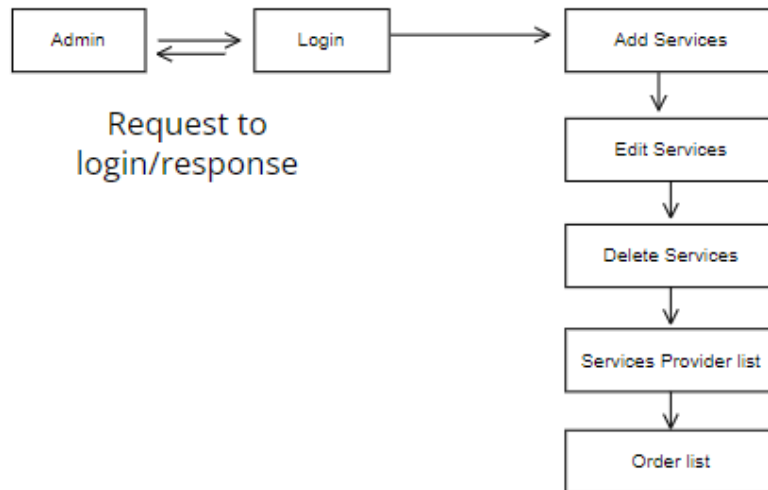 Admin
Login
Add Services
Request to
login/response
Edit Services
Delete Services
Services Provider list
Order list